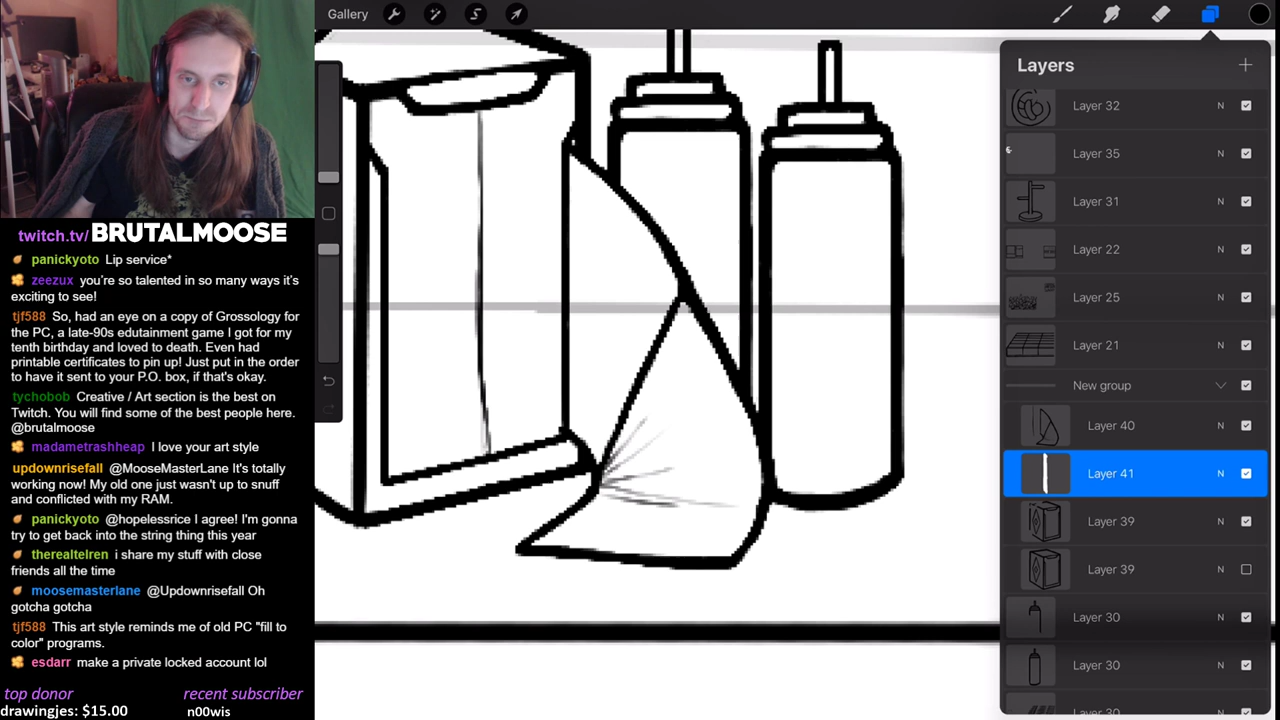 Gallery
Layers
Layer 32 N
Layer 35 N
Layer 31 N
Layer 22 N
Layer 25 N
Layer 21 N
New group
Layer 40 N
Layer 41 N
Layer 39 N
Layer 39 N
Layer 30 N
Layer 30 N
Layer 30 N
twitch.tv/BRUTALMOOSE
panickyoto Lip service*
zeezux you're so talented in so many ways it's
exciting to see!
tjf588 So, had an eye on a copy of Grossology for
the PC, a late-90s edutainment game I got for my
tenth birthday and loved to death. Even had
printable certificates to pin up! Just put in the order
to have it sent to your P.O. box, if that's okay.
tychobob Creative / Art section is the best on
Twitch. You will find some of the best people here.
@brutalmoose
madametrashheap I love your art style
updownrisefall @MooseMasterLane It's totally
working now! My old one just wasn't up to snuff
and conflicted with my RAM.
panickyoto @hopelessrice I agree! I'm gonna
try to get back into the string thing this year
therealtelren i share my stuff with close
friends all the time
moosemasterlane @Updownrisefall Oh
gotcha gotcha
tjf588 This art style reminds me of old PC "fill to
color" programs.
esdarr make a private locked account lol
top donor
drawingjes: $15.00
recent subscriber
n00wis